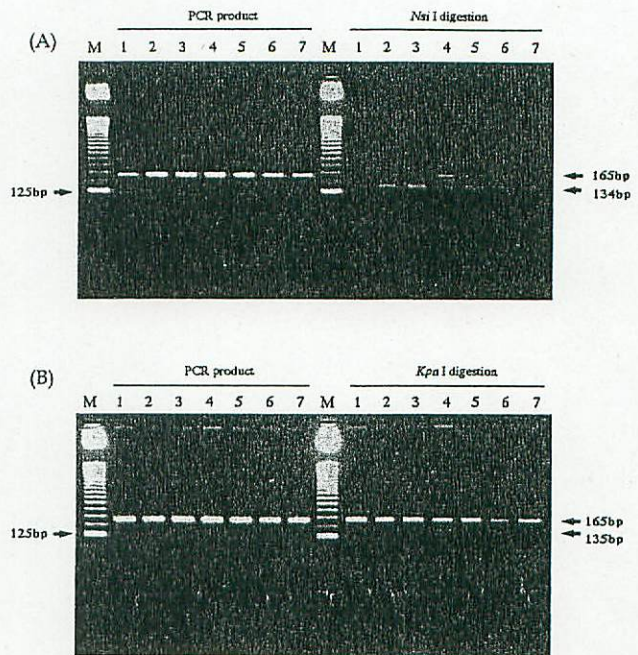 PCR product Nsi I digestion
(A) M 1 2 3 4 5 6 7 M 1 2 3 4 5 6 7
165bp
125bp 134bp
PCR product Kpn I digestion
(B) M 1 2 3 4 5 6 7 M 1 2 3 4 5 6 7
165bp
125bp 135bp